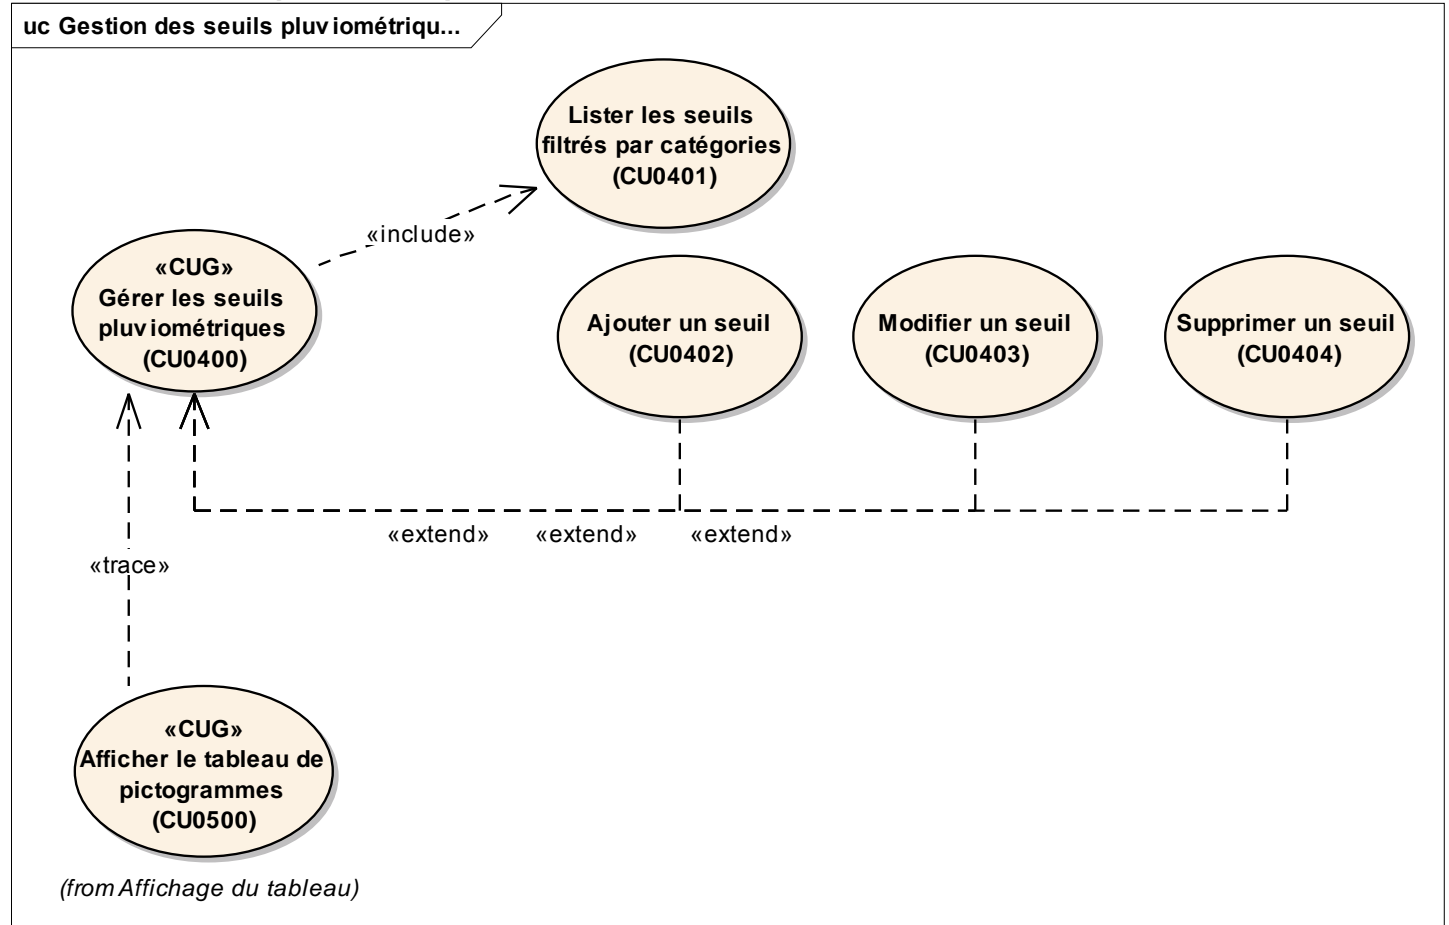 uc Gestion des seuils pluviométriqu...
Lister les seuils
filtrés par catégories
(CU0401)
«include»
«CUG»
Gérer les seuils
pluviométriques
(CU0400)
Ajouter un seuil
(CU0402)
Modifier un seuil
(CU0403)
Supprimer un seuil
(CU0404)
«extend» «extend» «extend»
«trace»
«CUG»
Afficher le tableau de
pictogrammes
(CU0500)
(from Affichage du tableau)